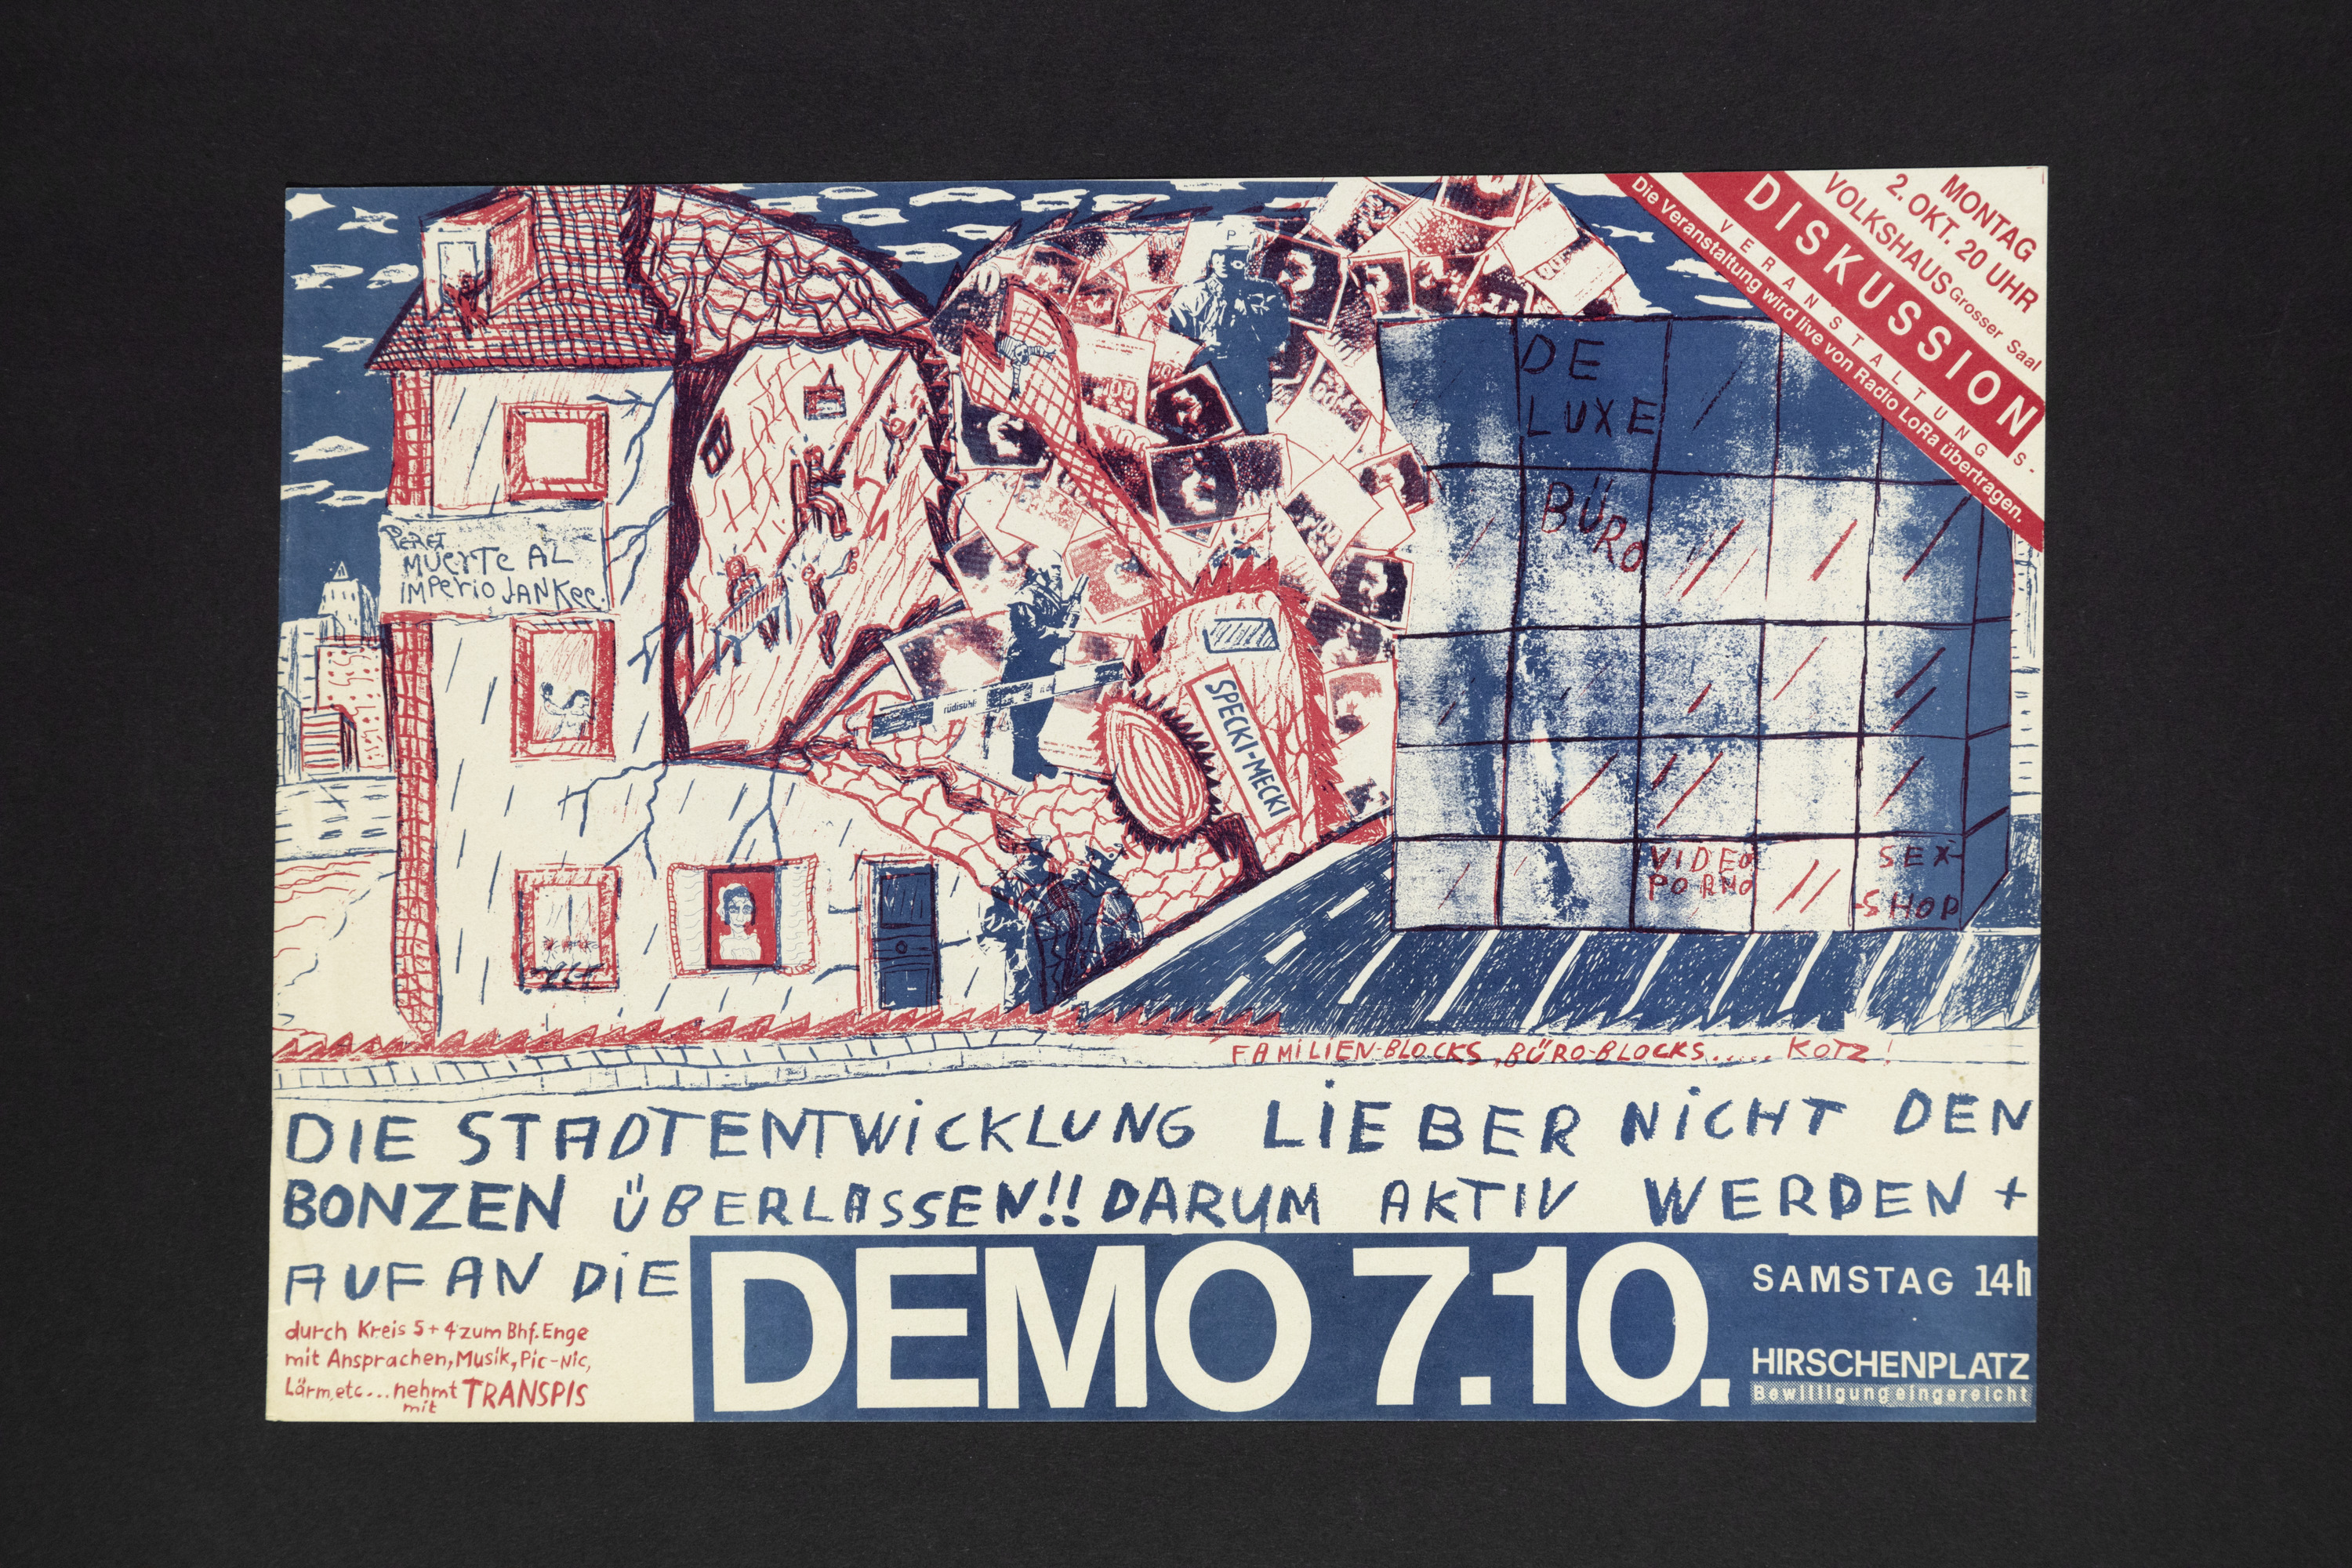 MONTAG
2. OKT. 20 UHR
VOLKSHAUS Grosser Saal
DISKUSSION
VERANSTALTUNGS-
Die Veranstaltung wird live von Radio LoRa übertragen.
P
DE
LUXE
BÜRO
MUERTE AL
IMPERIO JANKEE.
rüdisühli
SPECKI-MECKI
VIDEO
PORNO
SEX-
SHOP
FAMILIEN-BLOCKS, BÜRO-BLOCKS..... KOTZ!
DIE STADTENTWICKLUNG LIEBER NICHT DEN
BONZEN ÜBERLASSEN!! DARUM AKTIV WERDEN +
AUF AN DIE DEMO 7.10. SAMSTAG 14h
HIRSCHENPLATZ
Bewilligung eingereicht
durch Kreis 5+4 zum Bhf. Enge
mit Ansprachen, Musik, Pic-Nic,
Lärm, etc... nehmt TRANSPIS
mit